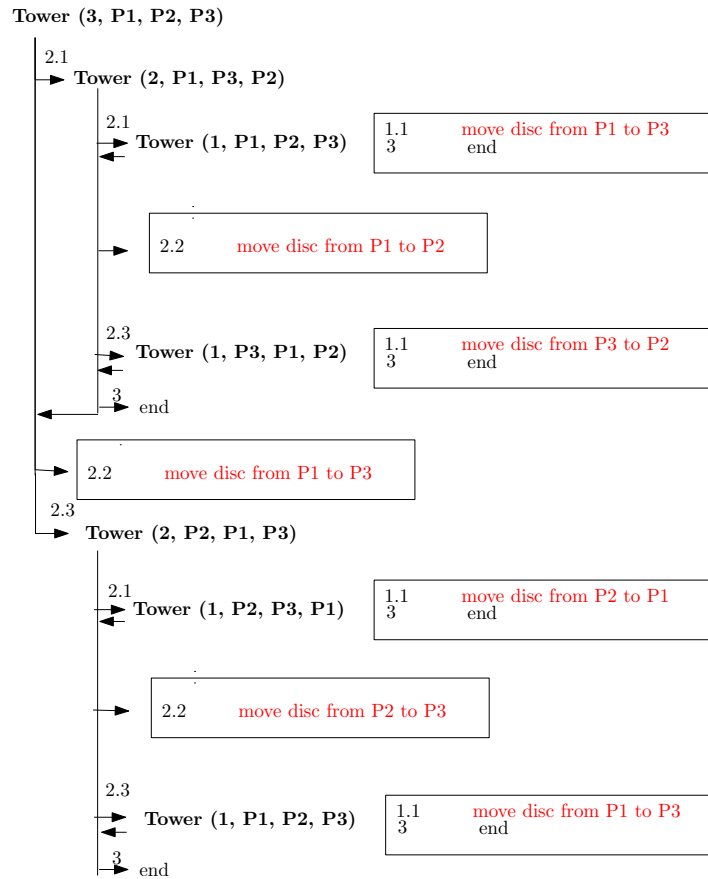 Tower (3, P1, P2, P3)
2.1
Tower (2, P1, P3, P2)
2.1
Tower (1, P1, P2, P3)
1.1 move disc from P1 to P3
3 end
2.2 move disc from P1 to P2
2.3
Tower (1, P3, P1, P2)
1.1 move disc from P3 to P2
3 end
3
end
2.2 move disc from P1 to P3
2.3
Tower (2, P2, P1, P3)
2.1
Tower (1, P2, P3, P1)
1.1 move disc from P2 to P1
3 end
2.2 move disc from P2 to P3
2.3
Tower (1, P1, P2, P3)
1.1 move disc from P1 to P3
3 end
3
end